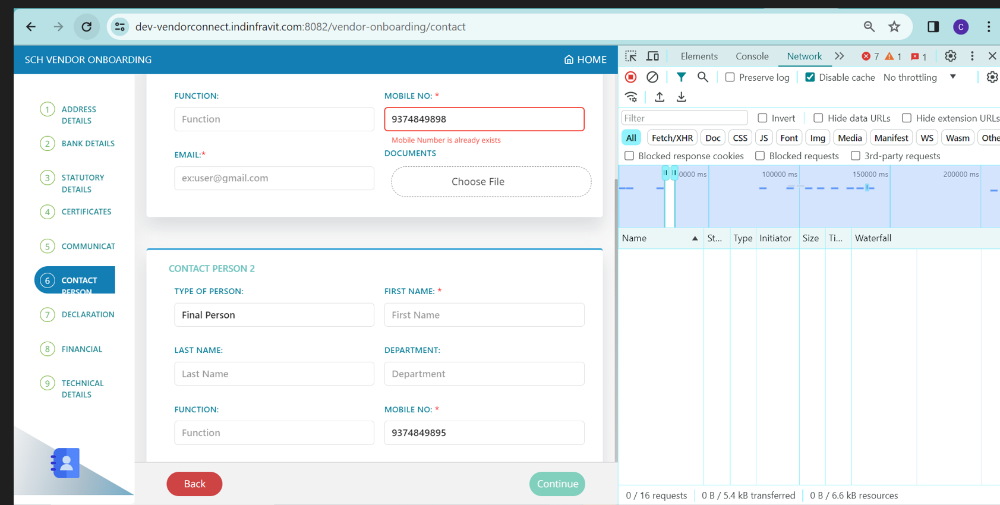 dev-vendorconnect.indinfravit.com:8082/vendor-onboarding/contact
C
SCH VENDOR ONBOARDING
HOME
1 ADDRESS
DETAILS
2 BANK DETAILS
3 STATUTORY
DETAILS
4 CERTIFICATES
5 COMMUNICAT
6 CONTACT
PERSON
7 DECLARATION
8 FINANCIAL
9 TECHNICAL
DETAILS
FUNCTION: MOBILE NO: *
Function 9374849898
Mobile Number is already exists
EMAIL:* DOCUMENTS
ex:user@gmail.com Choose File
CONTACT PERSON 2
TYPE OF PERSON: FIRST NAME: *
Final Person First Name
LAST NAME: DEPARTMENT:
Last Name Department
FUNCTION: MOBILE NO: *
Function 9374849895
Back Continue
Elements Console Network 7 1 1
Preserve log Disable cache No throttling
Filter Invert Hide data URLs Hide extension URLs
All Fetch/XHR Doc CSS JS Font Img Media Manifest WS Wasm Othe
Blocked response cookies Blocked requests 3rd-party requests
0000 ms 100000 ms 150000 ms 200000 ms
Name St... Type Initiator Size Ti... Waterfall
0 / 16 requests 0 B / 5.4 kB transferred 0 B / 6.6 kB resources